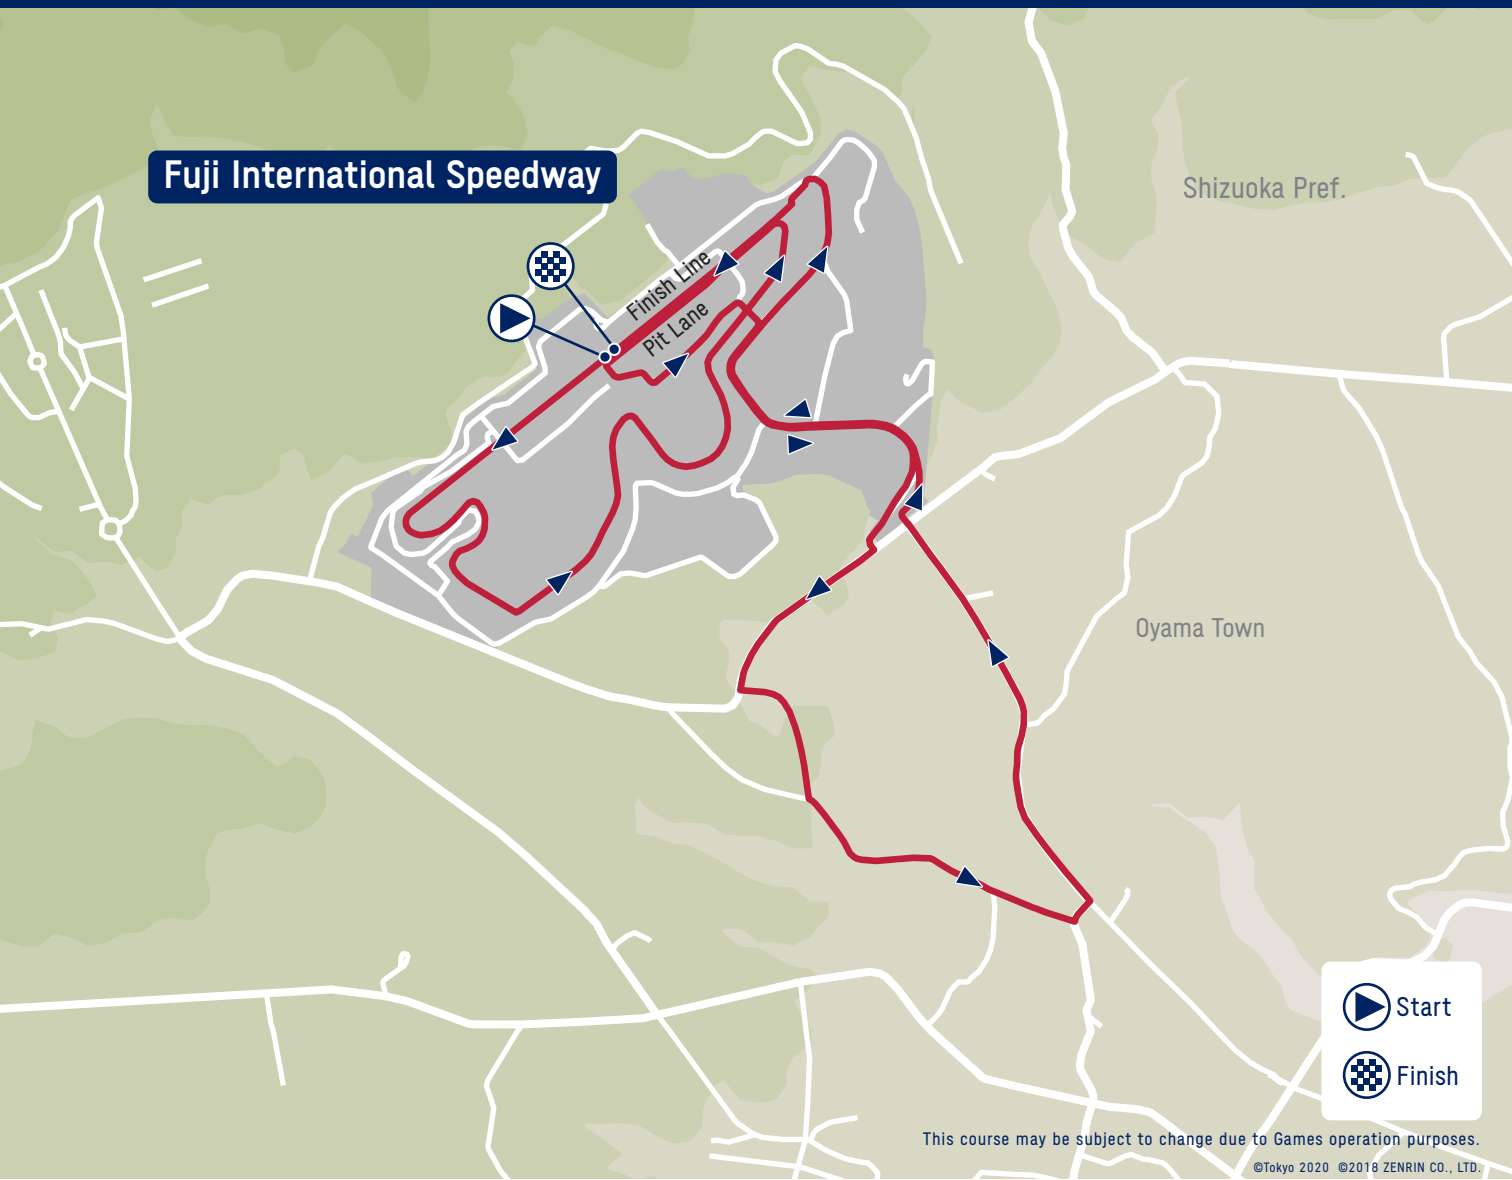 Fuji International Speedway
Shizuoka Pref.
Finish Line
Pit Lane
Oyama Town
Start
Finish
This course may be subject to change due to Games operation purposes.
©Tokyo 2020 ©2018 ZENRIN CO., LTD.